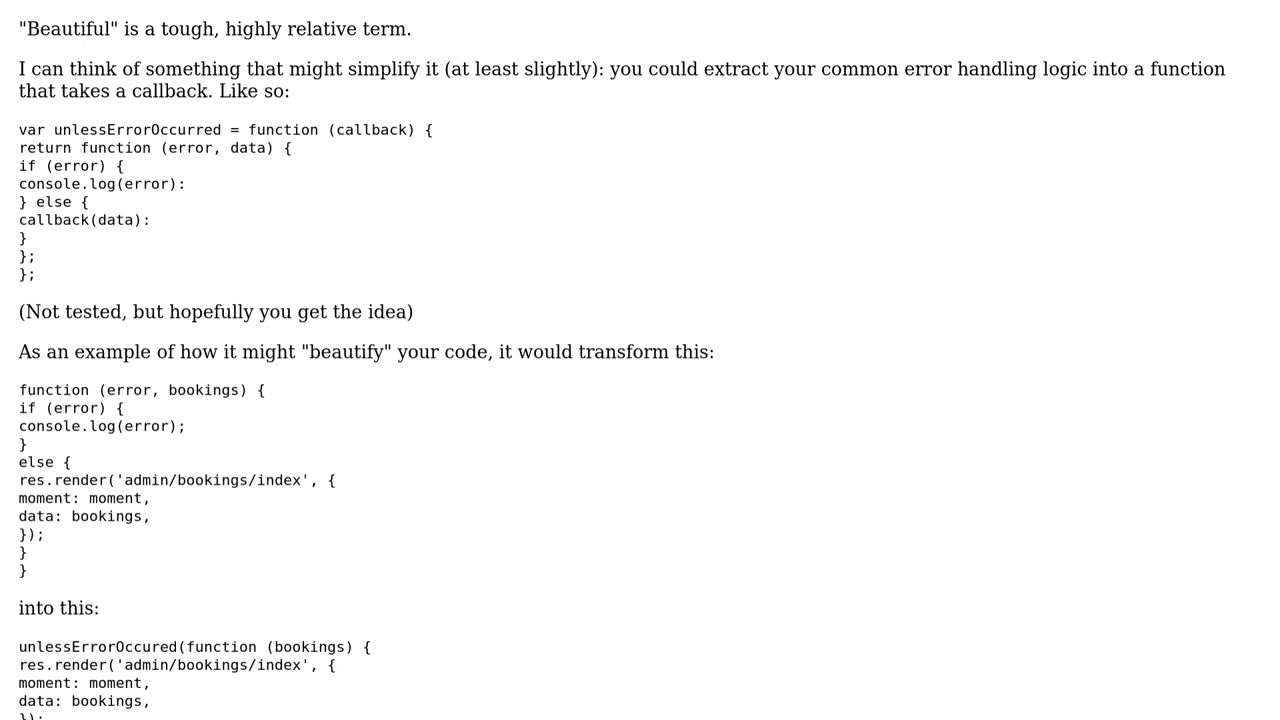 "Beautiful" is a tough, highly relative term.
I can think of something that might simplify it (at least slightly): you could extract your common error handling logic into a function
that takes a callback. Like so:
var unlessErrorOccurred = function (callback) {
return function (error, data) {
if (error) {
console.log(error):
} else {
callback(data):
}
};
};
(Not tested, but hopefully you get the idea)
As an example of how it might "beautify" your code, it would transform this:
function (error, bookings) {
if (error) {
console.log(error);
}
else {
res.render('admin/bookings/index', {
moment: moment,
data: bookings,
});
}
}
into this:
unlessErrorOccured(function (bookings) {
res.render('admin/bookings/index', {
moment: moment,
data: bookings,
});